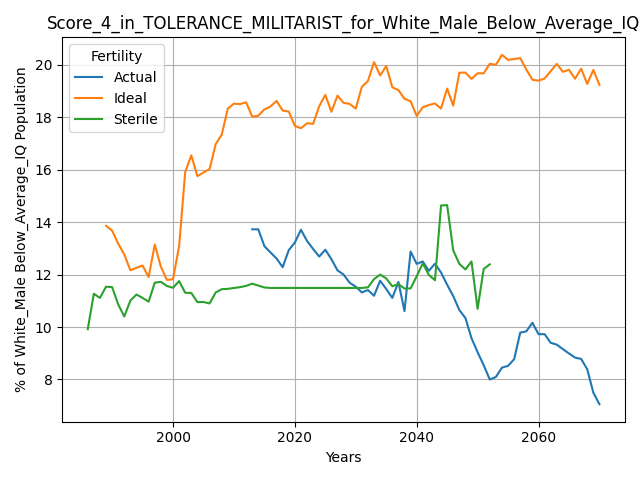 Score_4_in_TOLERANCE_MILITARIST_for_White_Male_Below_Average_IQ
% of White_Male Below_Average_IQ Population
Fertility
Actual
Ideal
Sterile
20
18
16
14
12
10
8
2000 2020 2040 2060
Years